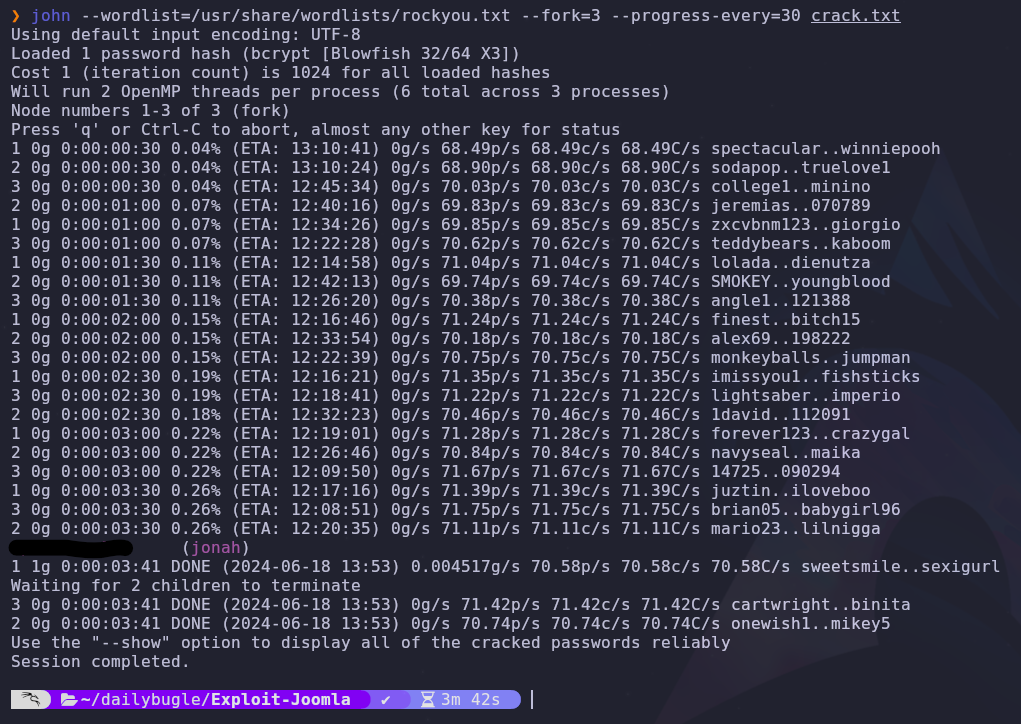 ❯ john --wordlist=/usr/share/wordlists/rockyou.txt --fork=3 --progress-every=30 crack.txt
Using default input encoding: UTF-8
Loaded 1 password hash (bcrypt [Blowfish 32/64 X3])
Cost 1 (iteration count) is 1024 for all loaded hashes
Will run 2 OpenMP threads per process (6 total across 3 processes)
Node numbers 1-3 of 3 (fork)
Press 'q' or Ctrl-C to abort, almost any other key for status
1 0g 0:00:00:30 0.04% (ETA: 13:10:41) 0g/s 68.49p/s 68.49c/s 68.49C/s spectacular..winniepooh
2 0g 0:00:00:30 0.04% (ETA: 13:10:24) 0g/s 68.90p/s 68.90c/s 68.90C/s sodapop..truelove1
3 0g 0:00:00:30 0.04% (ETA: 12:45:34) 0g/s 70.03p/s 70.03c/s 70.03C/s college1..minino
2 0g 0:00:01:00 0.07% (ETA: 12:40:16) 0g/s 69.83p/s 69.83c/s 69.83C/s jeremias..070789
1 0g 0:00:01:00 0.07% (ETA: 12:34:26) 0g/s 69.85p/s 69.85c/s 69.85C/s zxcvbnm123..giorgio
3 0g 0:00:01:00 0.07% (ETA: 12:22:28) 0g/s 70.62p/s 70.62c/s 70.62C/s teddybears..kaboom
1 0g 0:00:01:30 0.11% (ETA: 12:14:58) 0g/s 71.04p/s 71.04c/s 71.04C/s lolada..dienutza
2 0g 0:00:01:30 0.11% (ETA: 12:42:13) 0g/s 69.74p/s 69.74c/s 69.74C/s SMOKEY..youngblood
3 0g 0:00:01:30 0.11% (ETA: 12:26:20) 0g/s 70.38p/s 70.38c/s 70.38C/s angle1..121388
1 0g 0:00:02:00 0.15% (ETA: 12:16:46) 0g/s 71.24p/s 71.24c/s 71.24C/s finest..bitch15
2 0g 0:00:02:00 0.15% (ETA: 12:33:54) 0g/s 70.18p/s 70.18c/s 70.18C/s alex69..198222
3 0g 0:00:02:00 0.15% (ETA: 12:22:39) 0g/s 70.75p/s 70.75c/s 70.75C/s monkeyballs..jumpman
1 0g 0:00:02:30 0.19% (ETA: 12:16:21) 0g/s 71.35p/s 71.35c/s 71.35C/s imissyou1..fishsticks
3 0g 0:00:02:30 0.19% (ETA: 12:18:41) 0g/s 71.22p/s 71.22c/s 71.22C/s lightsaber..imperio
2 0g 0:00:02:30 0.18% (ETA: 12:32:23) 0g/s 70.46p/s 70.46c/s 70.46C/s 1david..112091
1 0g 0:00:03:00 0.22% (ETA: 12:19:01) 0g/s 71.28p/s 71.28c/s 71.28C/s forever123..crazygal
2 0g 0:00:03:00 0.22% (ETA: 12:26:46) 0g/s 70.84p/s 70.84c/s 70.84C/s navyseal..maika
3 0g 0:00:03:00 0.22% (ETA: 12:09:50) 0g/s 71.67p/s 71.67c/s 71.67C/s 14725..090294
1 0g 0:00:03:30 0.26% (ETA: 12:17:16) 0g/s 71.39p/s 71.39c/s 71.39C/s juztin..iloveboo
3 0g 0:00:03:30 0.26% (ETA: 12:08:51) 0g/s 71.75p/s 71.75c/s 71.75C/s brian05..babygirl96
2 0g 0:00:03:30 0.26% (ETA: 12:20:35) 0g/s 71.11p/s 71.11c/s 71.11C/s mario23..lilnigga
(jonah)
1 1g 0:00:03:41 DONE (2024-06-18 13:53) 0.004517g/s 70.58p/s 70.58c/s 70.58C/s sweetsmile..sexigurl
Waiting for 2 children to terminate
3 0g 0:00:03:41 DONE (2024-06-18 13:53) 0g/s 71.42p/s 71.42c/s 71.42C/s cartwright..binita
2 0g 0:00:03:41 DONE (2024-06-18 13:53) 0g/s 70.74p/s 70.74c/s 70.74C/s onewish1..mikey5
Use the "--show" option to display all of the cracked passwords reliably
Session completed.
~/dailybugle/Exploit-Joomla ✔ 3m 42s